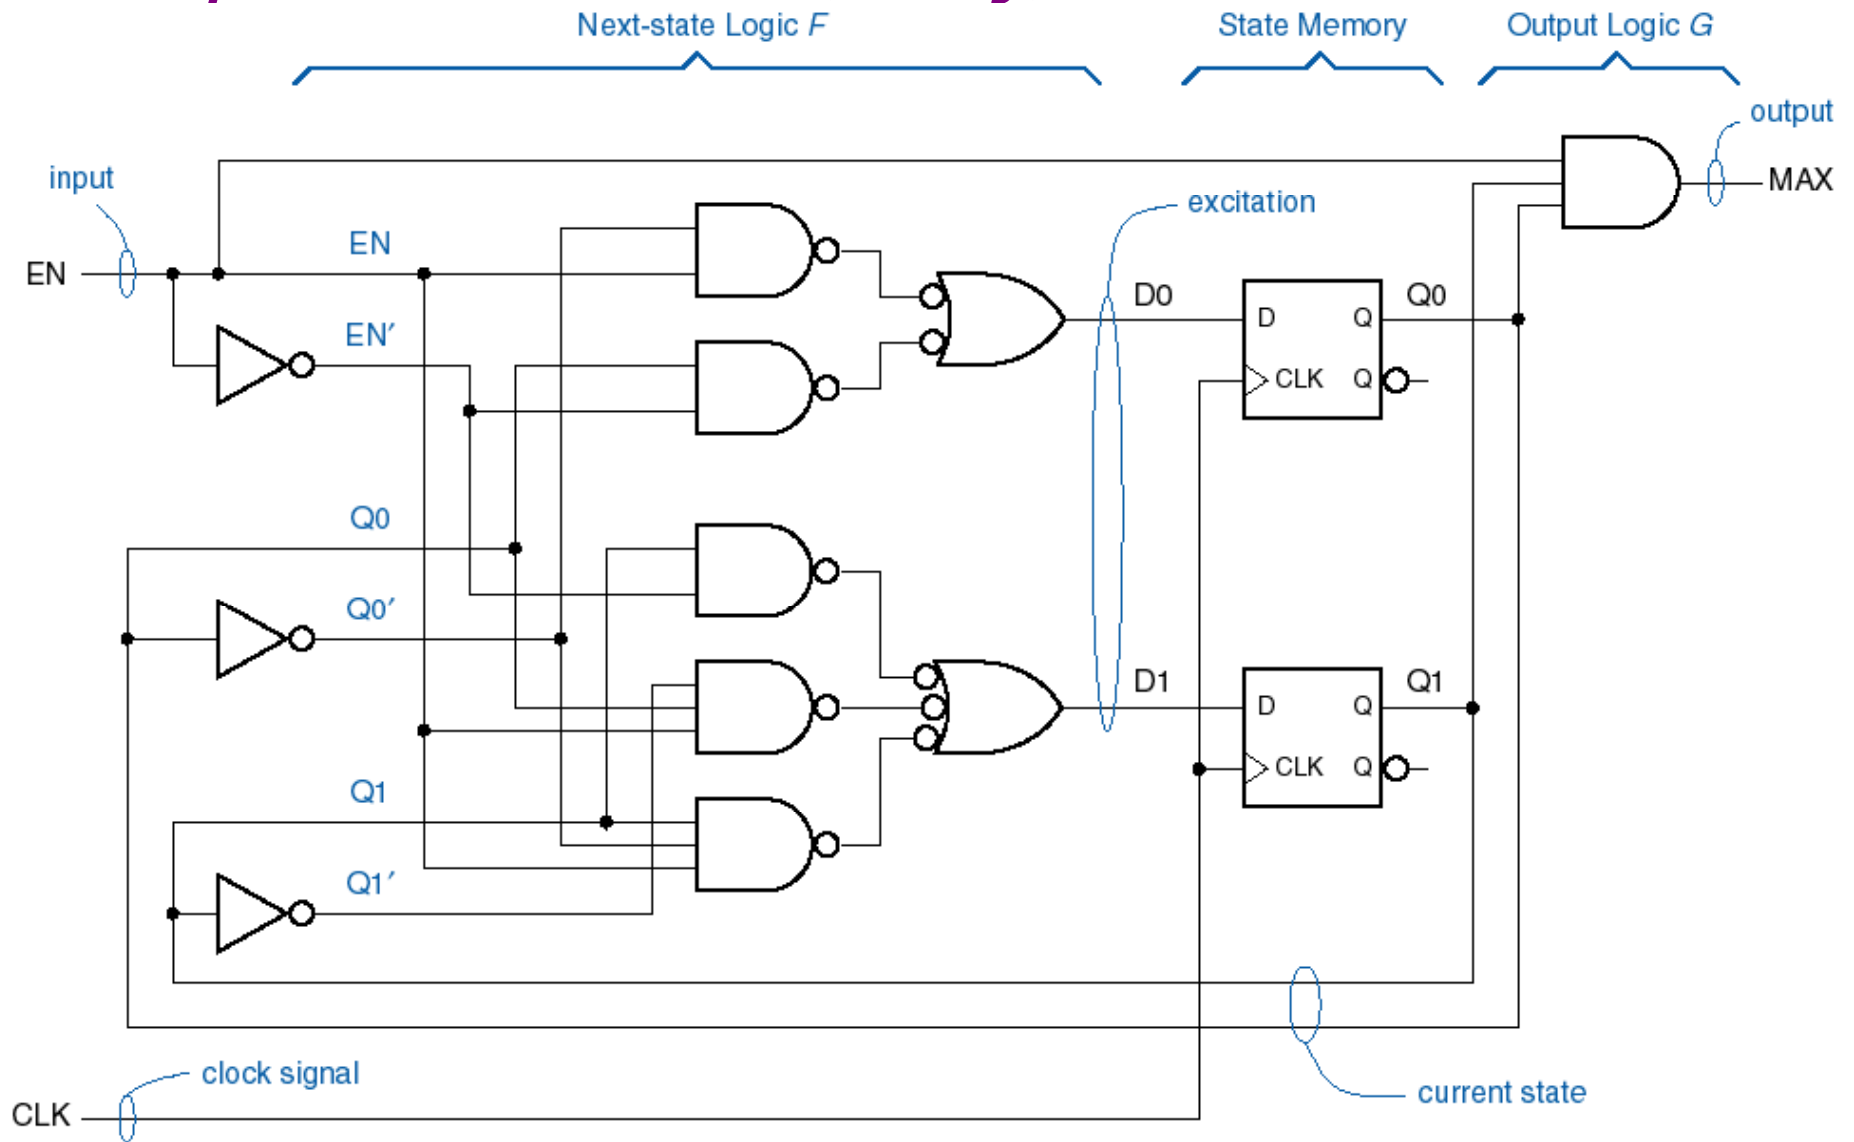 Next-state Logic F
State Memory
Output Logic G
output
input
MAX
excitation
EN
EN
D0
Q0
D
Q
EN′
CLK
Q
Q0
Q0′
D1
Q1
D
Q
CLK
Q
Q1
Q1′
clock signal
current state
CLK